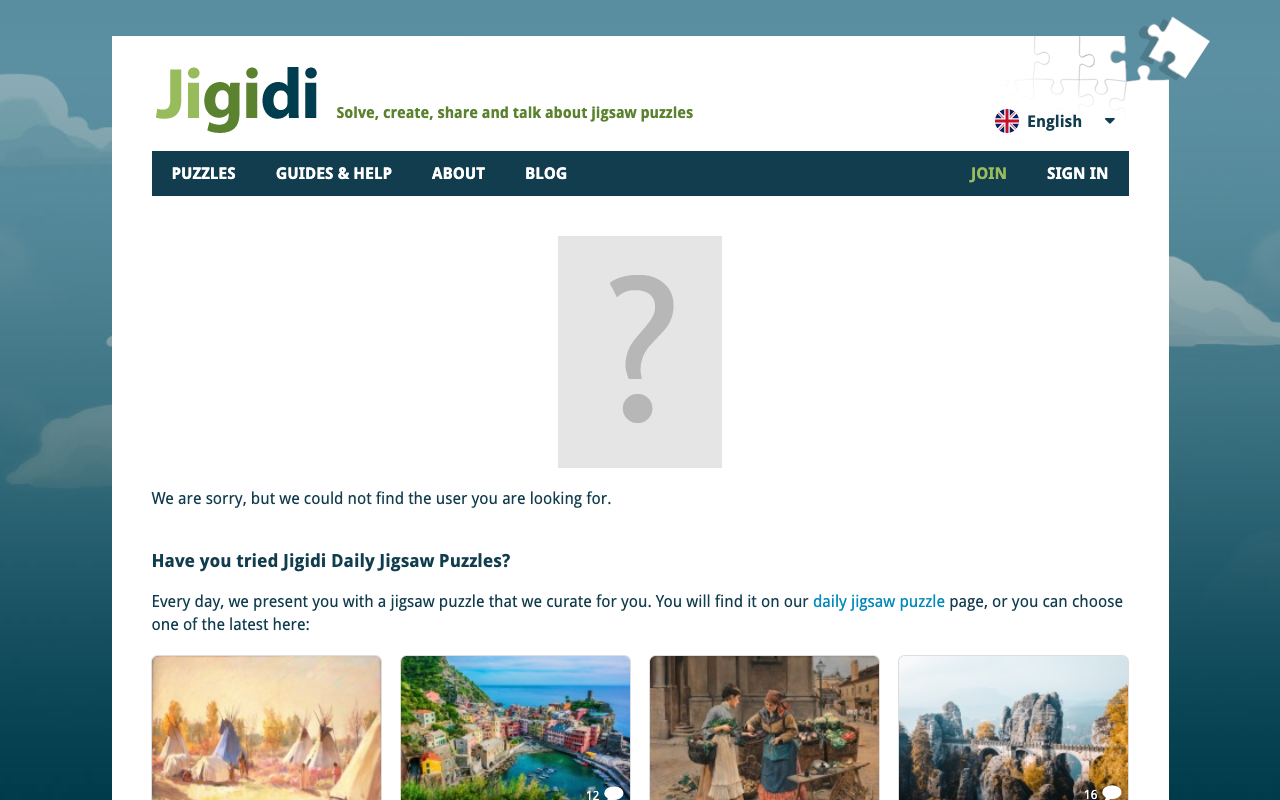 Jigidi
Solve, create, share and talk about jigsaw puzzles
English
PUZZLES GUIDES & HELP ABOUT BLOG JOIN SIGN IN
?
We are sorry, but we could not find the user you are looking for.
Have you tried Jigidi Daily Jigsaw Puzzles?
Every day, we present you with a jigsaw puzzle that we curate for you. You will find it on our daily jigsaw puzzle page, or you can choose
one of the latest here:
12
16